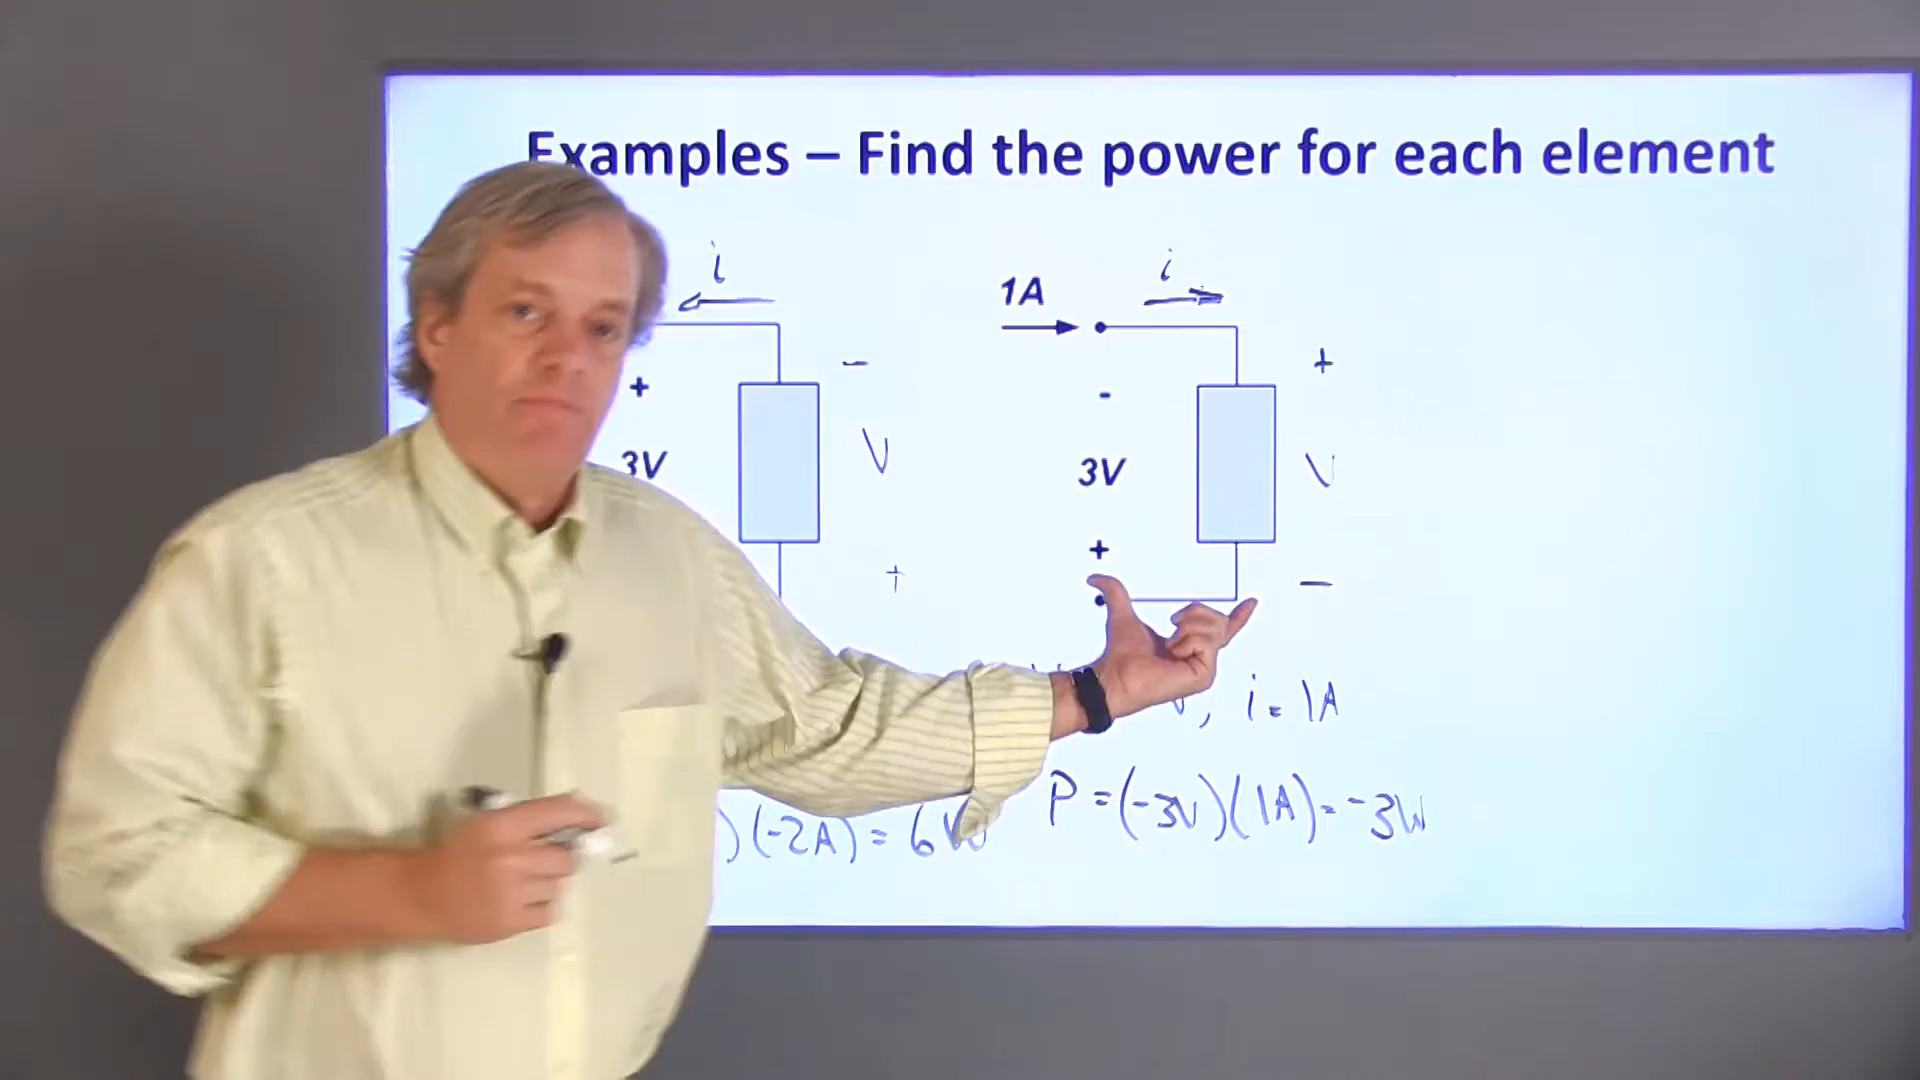 Examples – Find the power for each element
i
+
3V
-
V
+
1A
i
-
3V
+
+
V
-
, i = 1A
)(-2A) = 6W
P = (-3V)(1A) = -3W